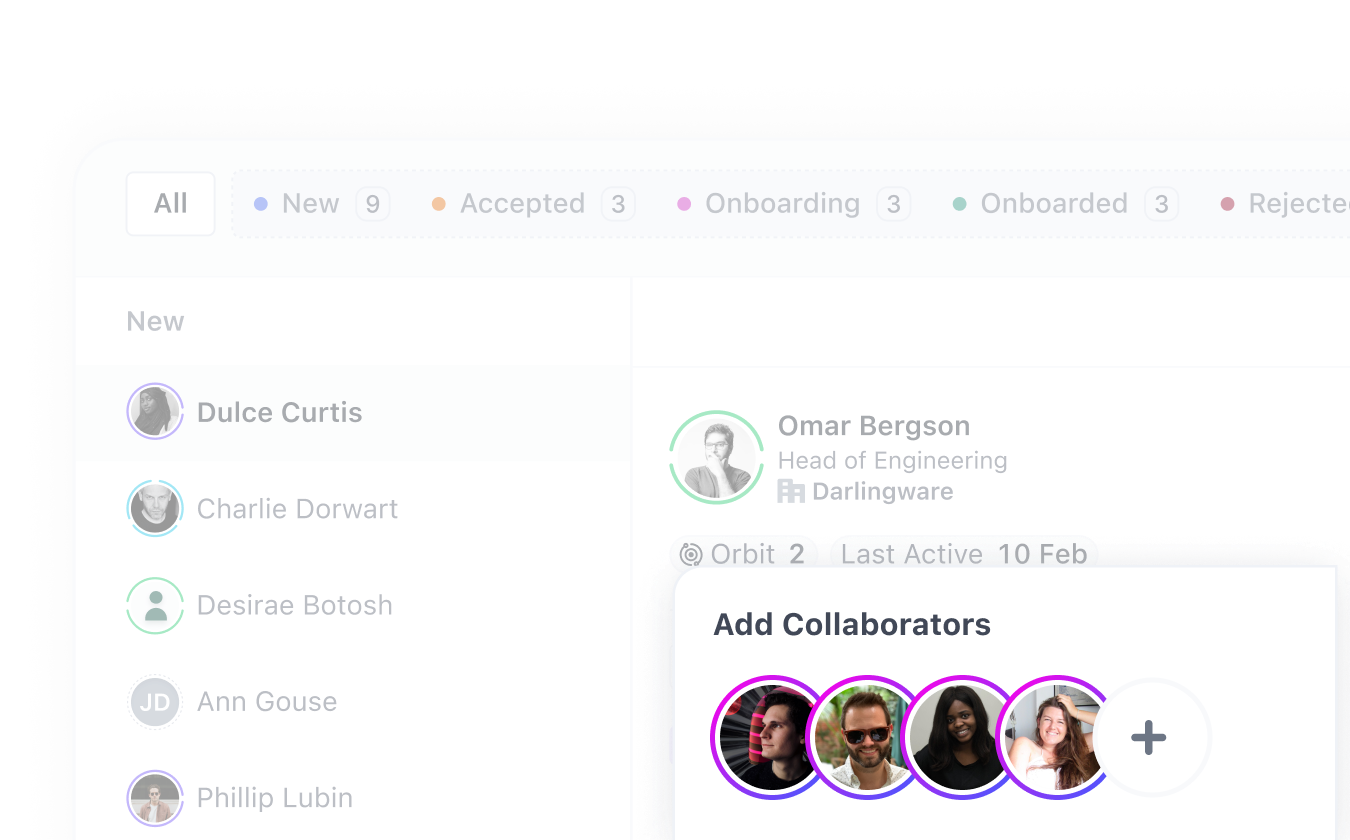 All
New 9
Accepted 3
Onboarding 3
Onboarded 3
Rejecte
New
Dulce Curtis
Charlie Dorwart
Desirae Botosh
JD Ann Gouse
Phillip Lubin
Omar Bergson
Head of Engineering
Darlingware
Orbit 2
Last Active 10 Feb
Add Collaborators